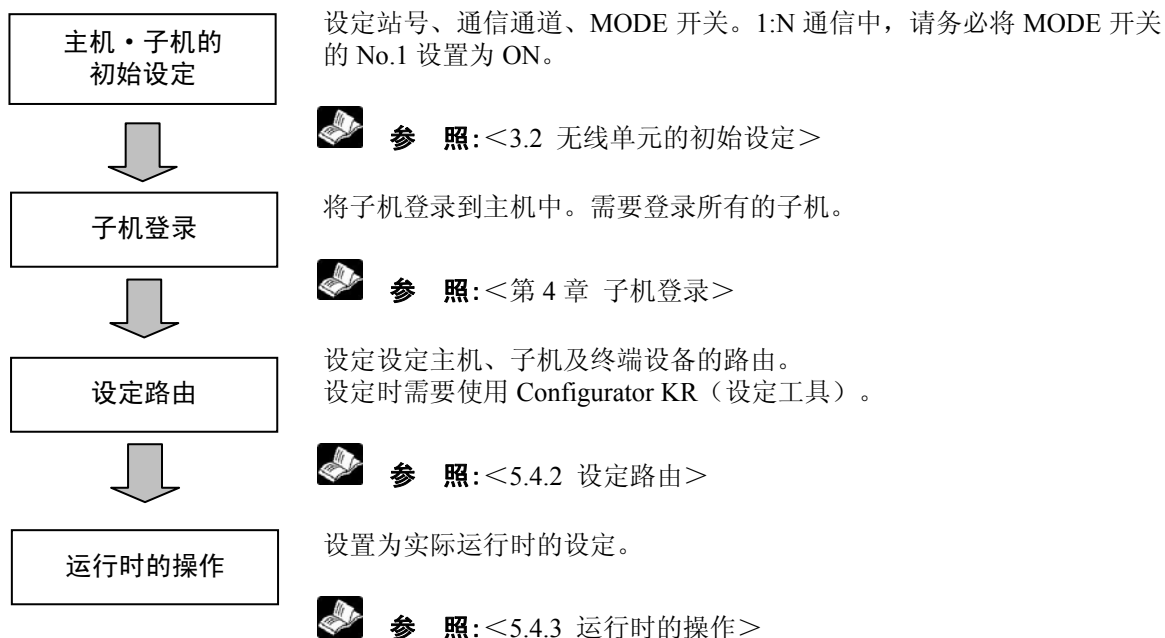 主机・子机的
初始设定
设定站号、通信通道、MODE 开关。1:N 通信中，请务必将 MODE 开关
的 No.1 设置为 ON。
参 照:＜3.2 无线单元的初始设定＞
子机登录
将子机登录到主机中。需要登录所有的子机。
参 照:＜第 4 章 子机登录＞
设定路由
设定设定主机、子机及终端设备的路由。
设定时需要使用 Configurator KR（设定工具）。
参 照:＜5.4.2 设定路由＞
运行时的操作
设置为实际运行时的设定。
参 照:＜5.4.3 运行时的操作＞